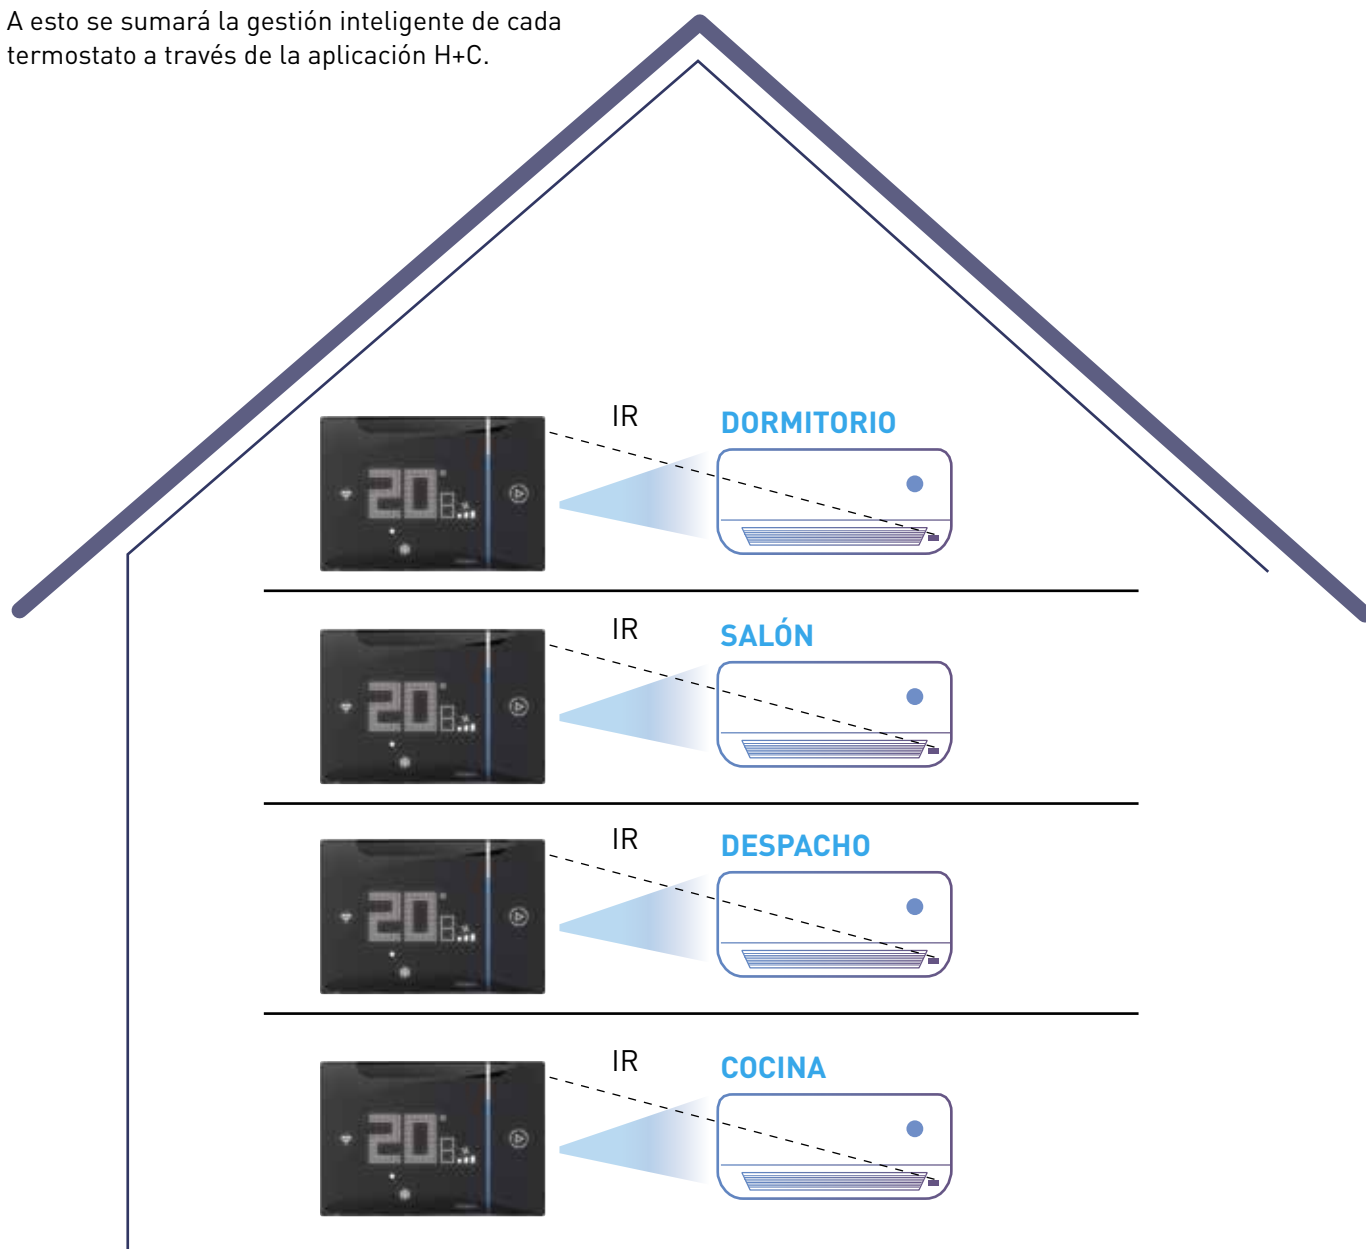 A esto se sumará la gestión inteligente de cada
termostato a través de la aplicación H+C.
IR
DORMITORIO
20°
IR
SALÓN
20°
IR
DESPACHO
20°
IR
COCINA
20°